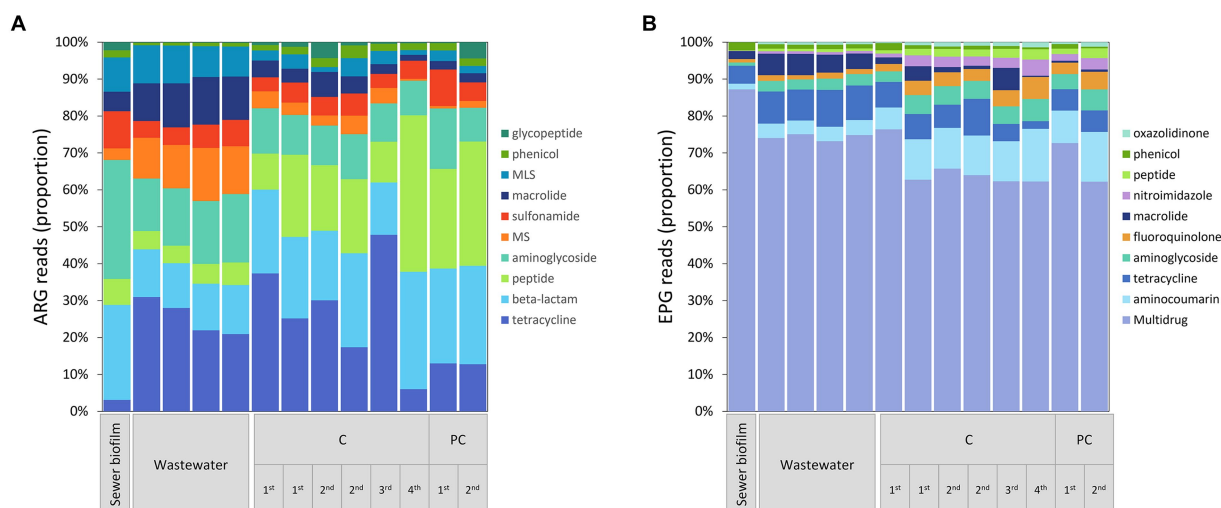 A
100%
90%
80%
70%
60%
50%
40%
30%
20%
10%
0%
ARG reads (proportion)
glycopeptide
phenicol
MLS
macrolide
sulfonamide
MS
aminoglycoside
peptide
beta-lactam
tetracycline
Sewer biofilm
Wastewater
C
PC
1st 1st 2nd 2nd 3rd 4th 1st 2nd
B
100%
90%
80%
70%
60%
50%
40%
30%
20%
10%
0%
EPG reads (proportion)
oxazolidinone
phenicol
peptide
nitroimidazole
macrolide
fluoroquinolone
aminoglycoside
tetracycline
aminocoumarin
Multidrug
Sewer biofilm
Wastewater
C
PC
1st 1st 2nd 2nd 3rd 4th 1st 2nd